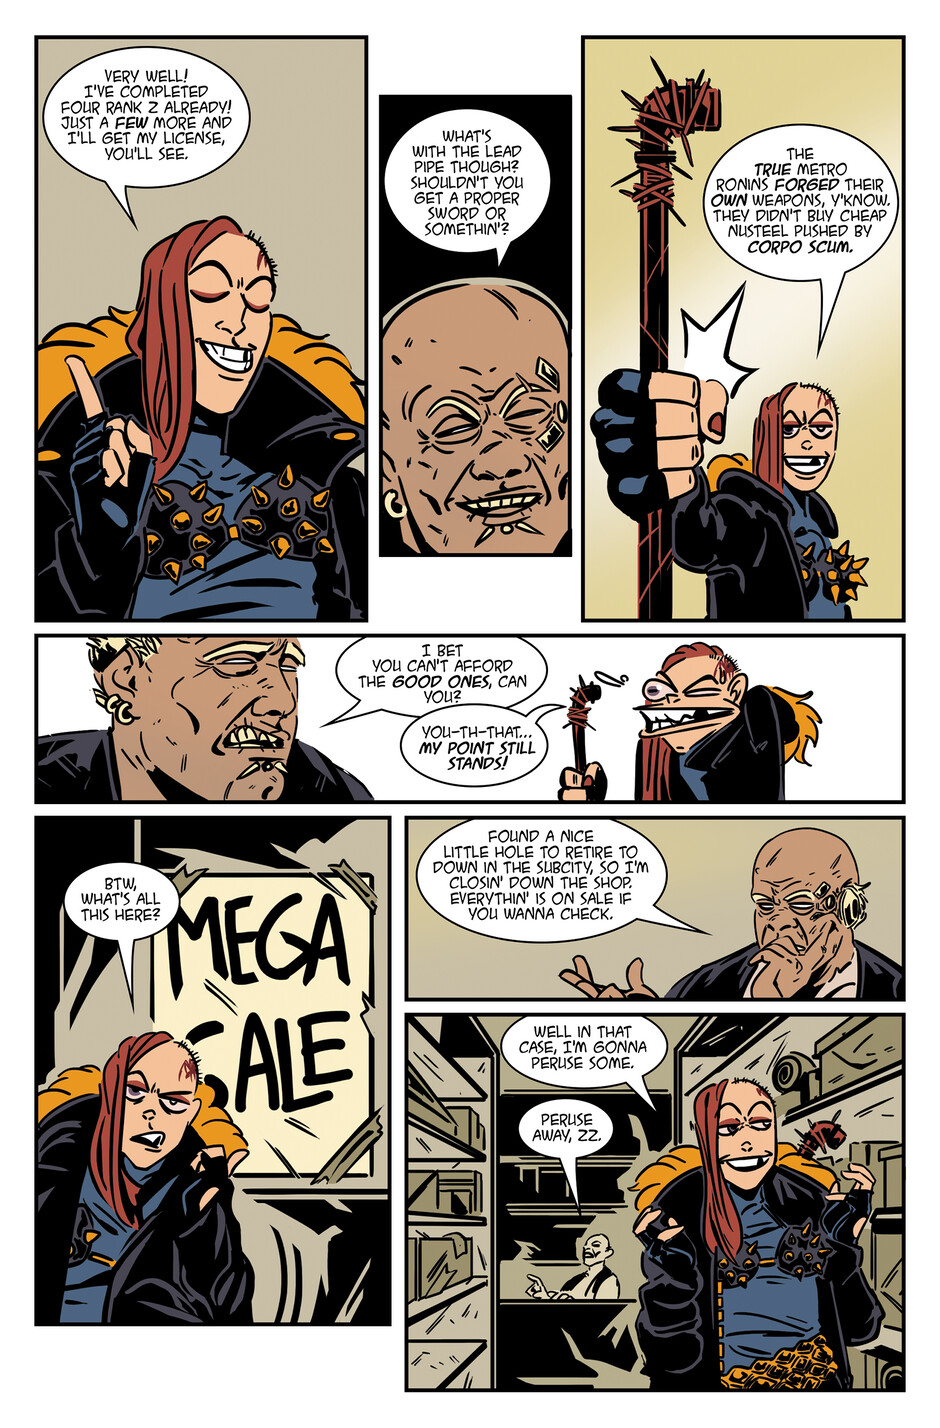 VERY WELL!
I'VE COMPLETED
FOUR RANK Z ALREADY!
JUST A FEW MORE AND
I'LL GET MY LICENSE,
YOU'LL SEE.
WHAT'S
WITH THE LEAD
PIPE THOUGH?
SHOULDN'T YOU
GET A PROPER
SWORD OR
SOMETHIN'?
THE
TRUE METRO
RONINS FORGED THEIR
OWN WEAPONS, Y'KNOW.
THEY DIDN'T BUY CHEAP
NUSTEEL PUSHED BY
CORPO SCUM.
I BET
YOU CAN'T AFFORD
THE GOOD ONES, CAN
YOU?
YOU-TH-THAT...
MY POINT STILL
STANDS!
BTW,
WHAT'S ALL
THIS HERE?
MEGA
SALE
FOUND A NICE
LITTLE HOLE TO RETIRE TO
DOWN IN THE SUBCITY, SO I'M
CLOSIN' DOWN THE SHOP.
EVERYTHIN' IS ON SALE IF
YOU WANNA CHECK.
WELL IN THAT
CASE, I'M GONNA
PERUSE SOME.
PERUSE
AWAY, ZZ.